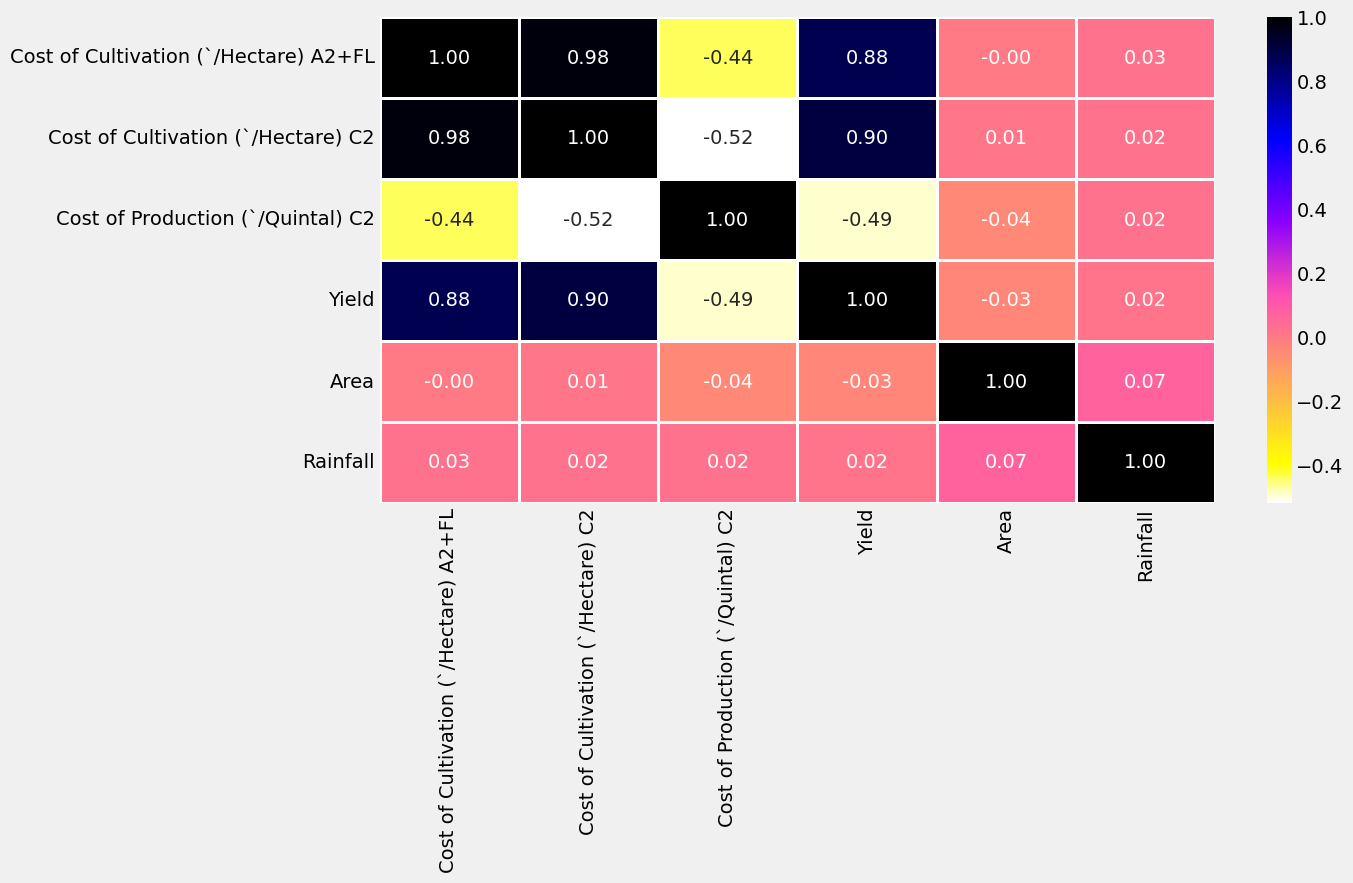 Cost of Cultivation (`/Hectare) A2+FL 1.00 0.98 -0.44 0.88 -0.00 0.03
Cost of Cultivation (`/Hectare) C2 0.98 1.00 -0.52 0.90 0.01 0.02
Cost of Production (`/Quintal) C2 -0.44 -0.52 1.00 -0.49 -0.04 0.02
Yield 0.88 0.90 -0.49 1.00 -0.03 0.02
Area -0.00 0.01 -0.04 -0.03 1.00 0.07
Rainfall 0.03 0.02 0.02 0.02 0.07 1.00
Cost of Cultivation (`/Hectare) A2+FL
Cost of Cultivation (`/Hectare) C2
Cost of Production (`/Quintal) C2
Yield
Area
Rainfall
1.0
0.8
0.6
0.4
0.2
0.0
−0.2
−0.4